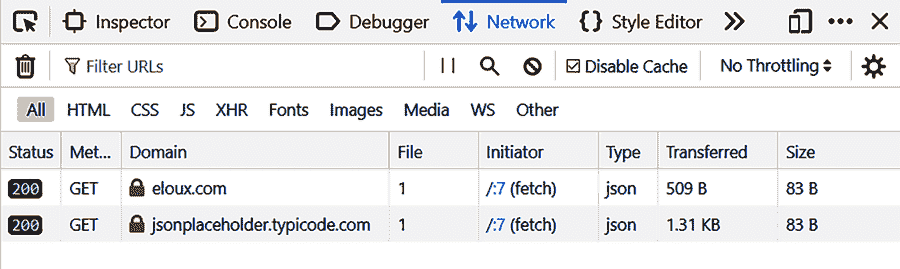 Inspector Console Debugger Network {} Style Editor
Filter URLs Disable Cache No Throttling
All HTML CSS JS XHR Fonts Images Media WS Other
Status Met... Domain File Initiator Type Transferred Size
200 GET eloux.com 1 /:7 (fetch) json 509 B 83 B
200 GET jsonplaceholder.typicode.com 1 /:7 (fetch) json 1.31 KB 83 B